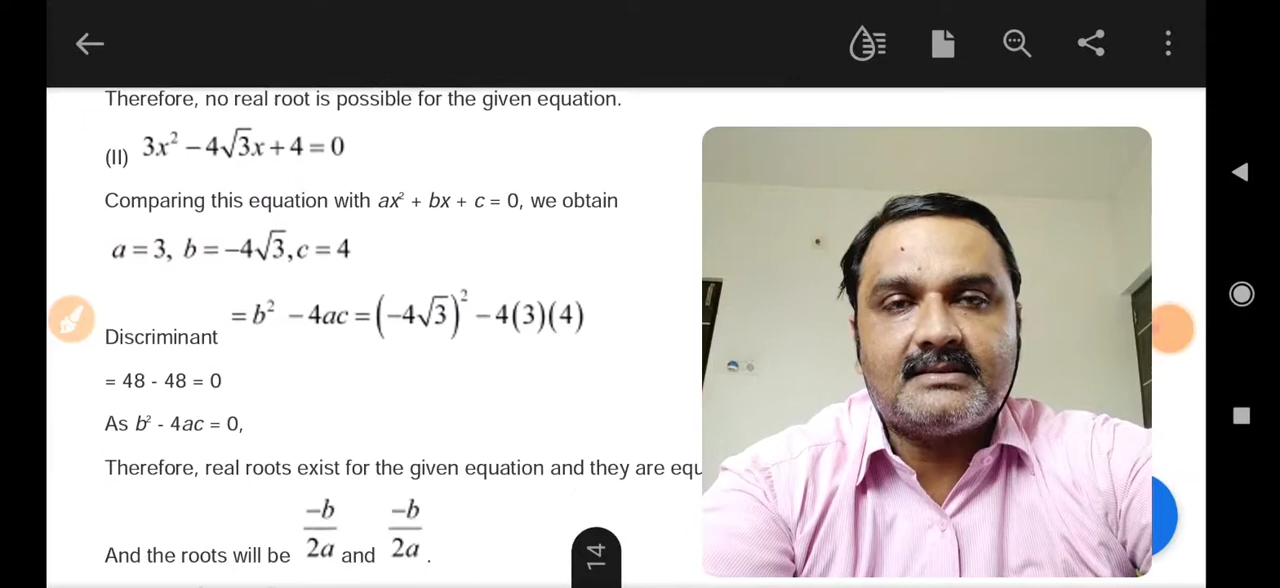 Therefore, no real root is possible for the given equation.
(II) 3x² − 4√3x + 4 = 0
Comparing this equation with ax² + bx + c = 0, we obtain
a = 3, b = −4√3, c = 4
Discriminant = b² − 4ac = (−4√3)² − 4(3)(4)
= 48 - 48 = 0
As b² - 4ac = 0,
Therefore, real roots exist for the given equation and they are equ
And the roots will be −b/2a and −b/2a .
14